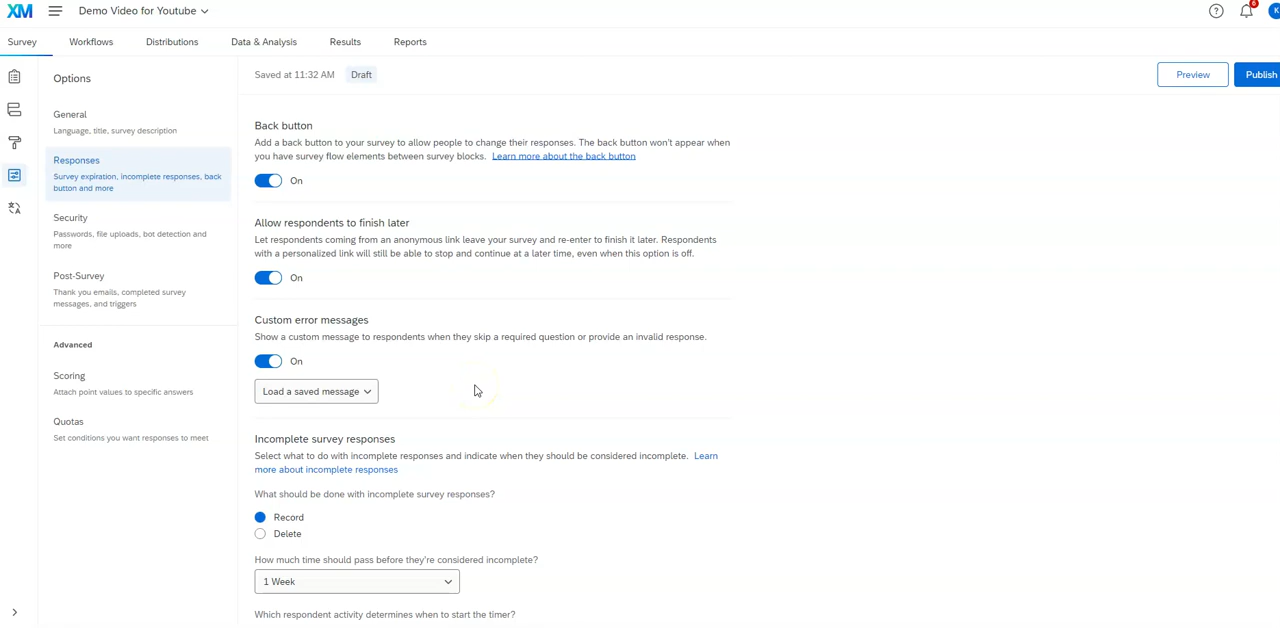 XM Demo Video for Youtube
6
K
Survey Workflows Distributions Data & Analysis Results Reports
Options
General
Language, title, survey description
Responses
Survey expiration, incomplete responses, back
button and more
Security
Passwords, file uploads, bot detection and
more
Post-Survey
Thank you emails, completed survey
messages, and triggers
Advanced
Scoring
Attach point values to specific answers
Quotas
Set conditions you want responses to meet
Saved at 11:32 AM Draft
Preview Publish
Back button
Add a back button to your survey to allow people to change their responses. The back button won't appear when
you have survey flow elements between survey blocks. Learn more about the back button
On
Allow respondents to finish later
Let respondents coming from an anonymous link leave your survey and re-enter to finish it later. Respondents
with a personalized link will still be able to stop and continue at a later time, even when this option is off.
On
Custom error messages
Show a custom message to respondents when they skip a required question or provide an invalid response.
On
Load a saved message
Incomplete survey responses
Select what to do with incomplete responses and indicate when they should be considered incomplete. Learn
more about incomplete responses
What should be done with incomplete survey responses?
Record
Delete
How much time should pass before they're considered incomplete?
1 Week
Which respondent activity determines when to start the timer?